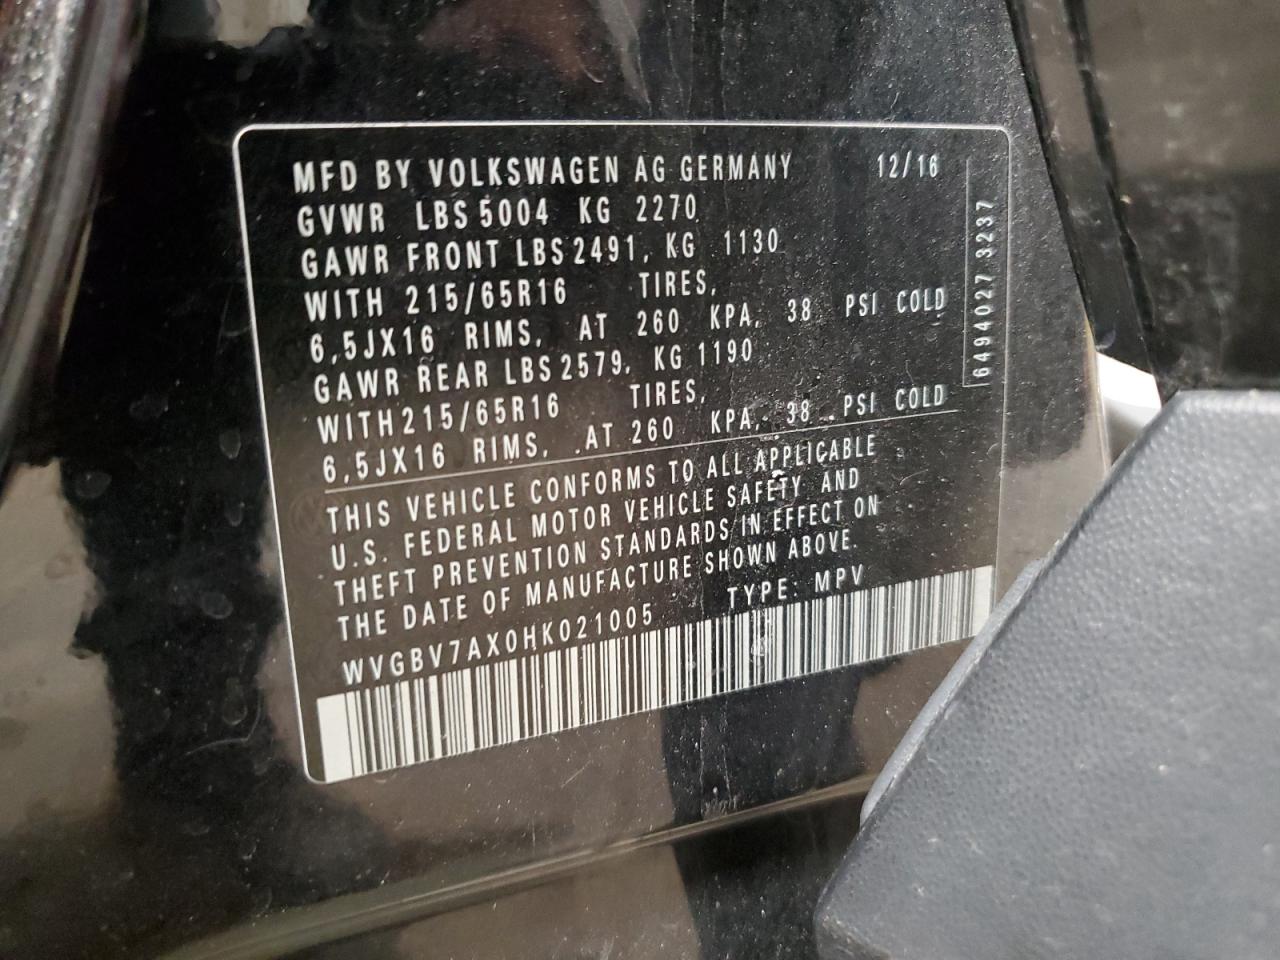 MFD BY VOLKSWAGEN AG GERMANY 12/16
GVWR LBS 5004 KG 2270
GAWR FRONT LBS 2491, KG 1130
WITH 215/65R16 TIRES,
6,5JX16 RIMS, AT 260 KPA, 38 PSI COLD
GAWR REAR LBS 2579, KG 1190
WITH 215/65R16 TIRES,
6,5JX16 RIMS, AT 260 KPA, 38 PSI COLD
THIS VEHICLE CONFORMS TO ALL APPLICABLE
U.S. FEDERAL MOTOR VEHICLE SAFETY AND
THEFT PREVENTION STANDARDS IN EFFECT ON
THE DATE OF MANUFACTURE SHOWN ABOVE.
WVGBV7AX0HK021005 TYPE: MPV
6494027 3237